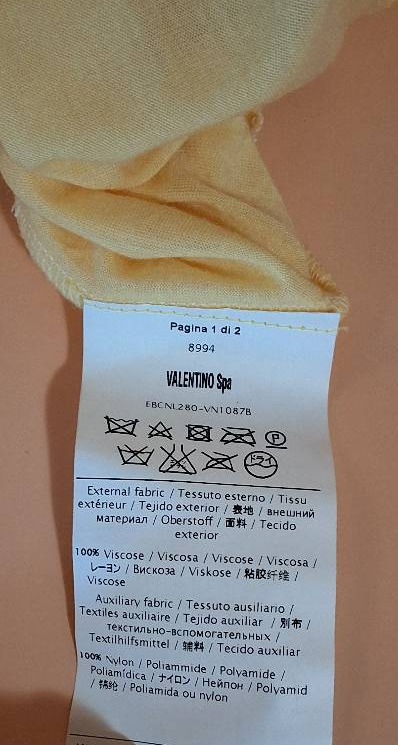 Pagina 1 di 2
8994
VALENTINO Spa
EBCNL280-VN1087B
P
ドライ
External fabric / Tessuto esterno / Tissu
extérieur / Tejido exterior / 表地 / внешний
материал / Oberstoff / 面料 / Tecido
exterior
100% Viscose / Viscosa / Viscose / Viscosa /
レーヨン / Вискоза / Viskose / 粘胶纤维 /
Viscose
Auxiliary fabric / Tessuto ausiliario /
Textiles auxiliaire / Tejido auxiliar / 別布 /
текстильно-вспомогательных /
Textilhilfsmittel / 辅料 / Tecido auxiliar
100% Nylon / Poliammide / Polyamide /
Poliamídica / ナイロン / Нейлон / Polyamid
/ 锦纶 / Poliamida ou nylon